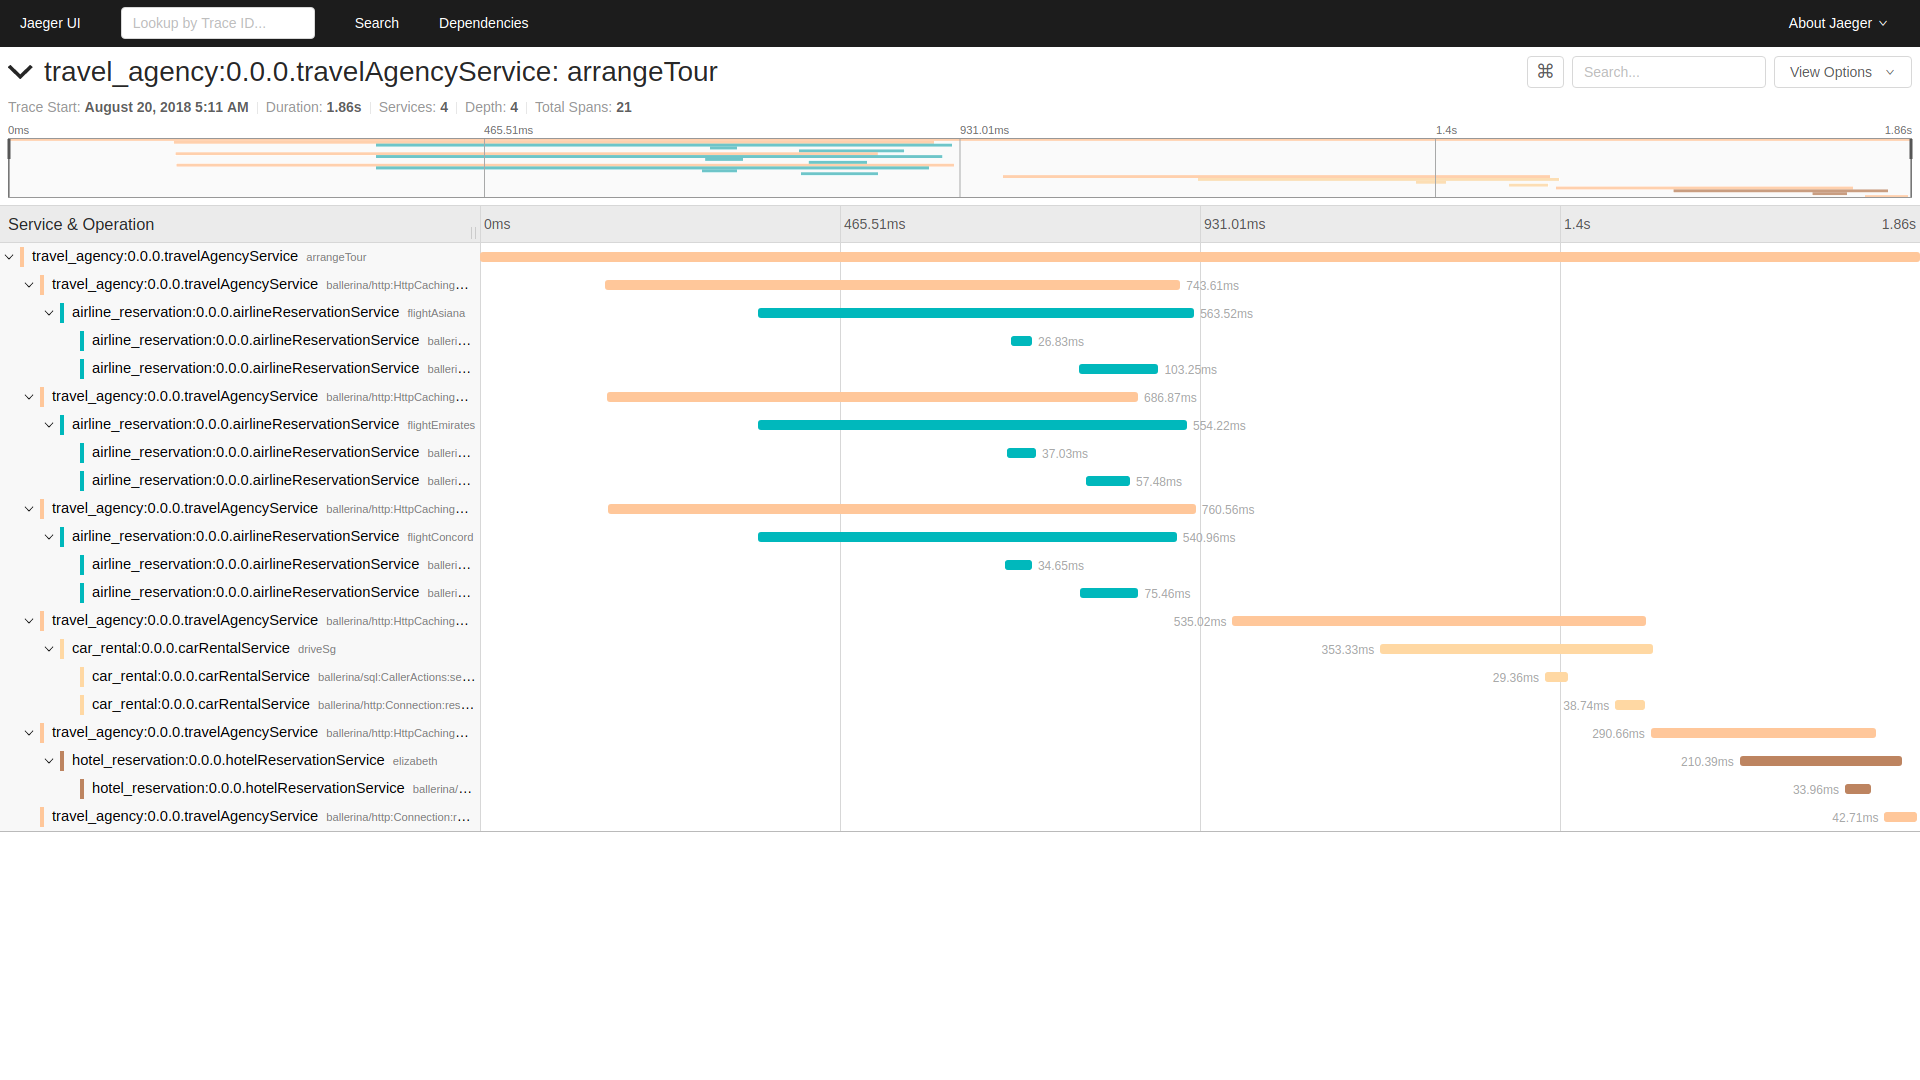 Jaeger UI Lookup by Trace ID... Search Dependencies About Jaeger
travel_agency:0.0.0.travelAgencyService: arrangeTour ⌘ Search... View Options
Trace Start: August 20, 2018 5:11 AM Duration: 1.86s Services: 4 Depth: 4 Total Spans: 21
0ms 465.51ms 931.01ms 1.4s 1.86s
Service & Operation 0ms 465.51ms 931.01ms 1.4s 1.86s
travel_agency:0.0.0.travelAgencyService arrangeTour
travel_agency:0.0.0.travelAgencyService ballerina/http:HttpCaching... 743.61ms
airline_reservation:0.0.0.airlineReservationService flightAsiana 563.52ms
airline_reservation:0.0.0.airlineReservationService balleri... 26.83ms
airline_reservation:0.0.0.airlineReservationService balleri... 103.25ms
travel_agency:0.0.0.travelAgencyService ballerina/http:HttpCaching... 686.87ms
airline_reservation:0.0.0.airlineReservationService flightEmirates 554.22ms
airline_reservation:0.0.0.airlineReservationService balleri... 37.03ms
airline_reservation:0.0.0.airlineReservationService balleri... 57.48ms
travel_agency:0.0.0.travelAgencyService ballerina/http:HttpCaching... 760.56ms
airline_reservation:0.0.0.airlineReservationService flightConcord 540.96ms
airline_reservation:0.0.0.airlineReservationService balleri... 34.65ms
airline_reservation:0.0.0.airlineReservationService balleri... 75.46ms
travel_agency:0.0.0.travelAgencyService ballerina/http:HttpCaching... 535.02ms
car_rental:0.0.0.carRentalService driveSg 353.33ms
car_rental:0.0.0.carRentalService ballerina/sql:CallerActions:se... 29.36ms
car_rental:0.0.0.carRentalService ballerina/http:Connection:res... 38.74ms
travel_agency:0.0.0.travelAgencyService ballerina/http:HttpCaching... 290.66ms
hotel_reservation:0.0.0.hotelReservationService elizabeth 210.39ms
hotel_reservation:0.0.0.hotelReservationService ballerina/... 33.96ms
travel_agency:0.0.0.travelAgencyService ballerina/http:Connection:r... 42.71ms